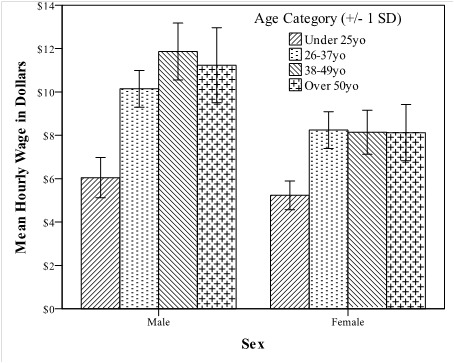 Age Category (+/- 1 SD)
Under 25yo
26-37yo
38-49yo
Over 50yo
Mean Hourly Wage in Dollars
$14
$12
$10
$8
$6
$4
$2
$0
Male
Female
Sex